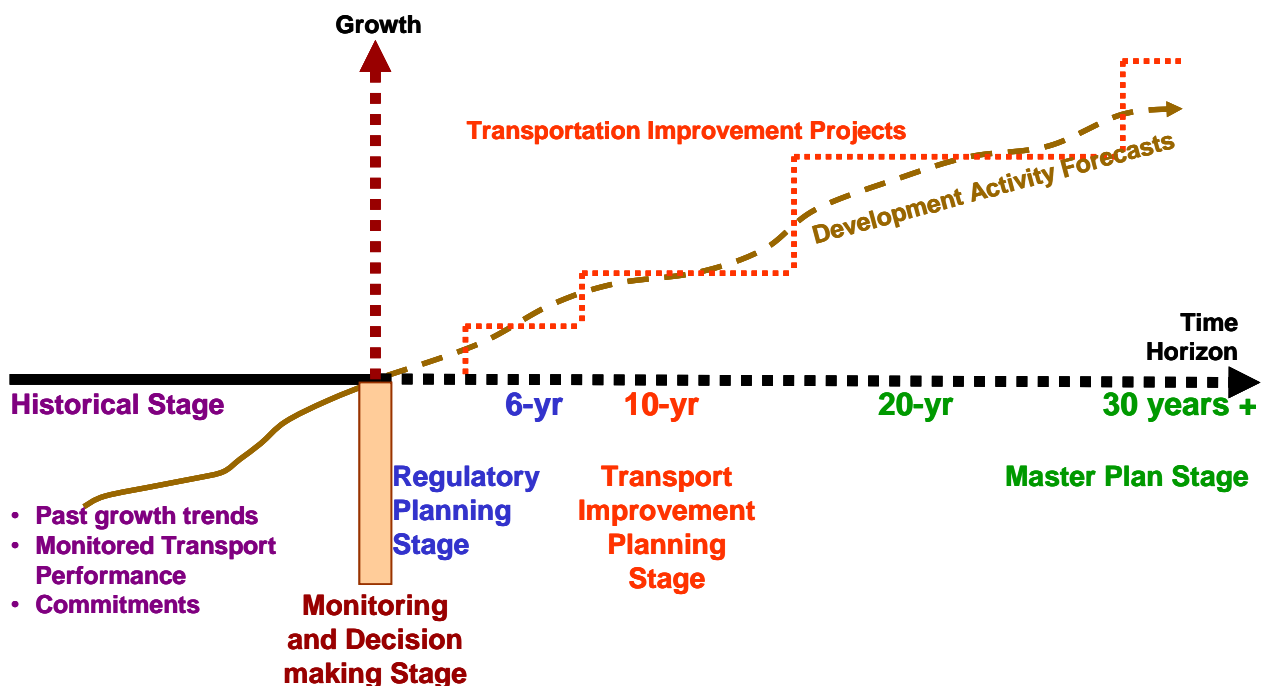 Growth
Transportation Improvement Projects
Development Activity Forecasts
Time
Horizon
Historical Stage
6-yr
10-yr
20-yr
30 years +
Regulatory
Planning
Stage
Transport
Improvement
Planning
Stage
Master Plan Stage
• Past growth trends
• Monitored Transport
Performance
• Commitments
Monitoring
and Decision
making Stage